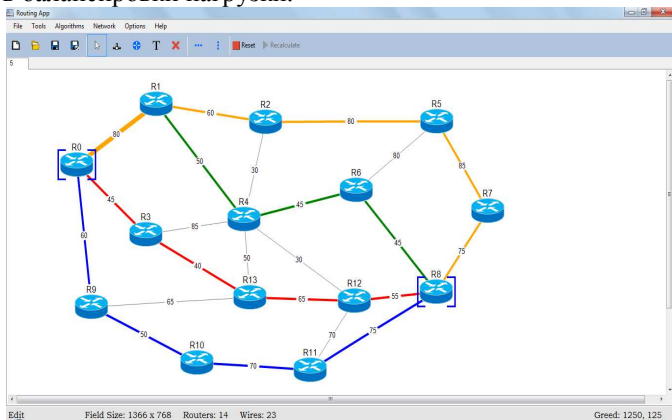 в балансировки нагрузки.
Routing App
File Tools Algorithms Network Options Help
T Reset Recalculate
5
R1
R2
R5
60
80
80
R0
50
30
80
85
R6
45
45
R4
R7
R3
85
60
45
75
40
50
30
R13
R12
R8
R9
65
65
55
50
70
75
R10
70
R11
Edit Field Size: 1366 x 768 Routers: 14 Wires: 23 Greed: 1250, 125